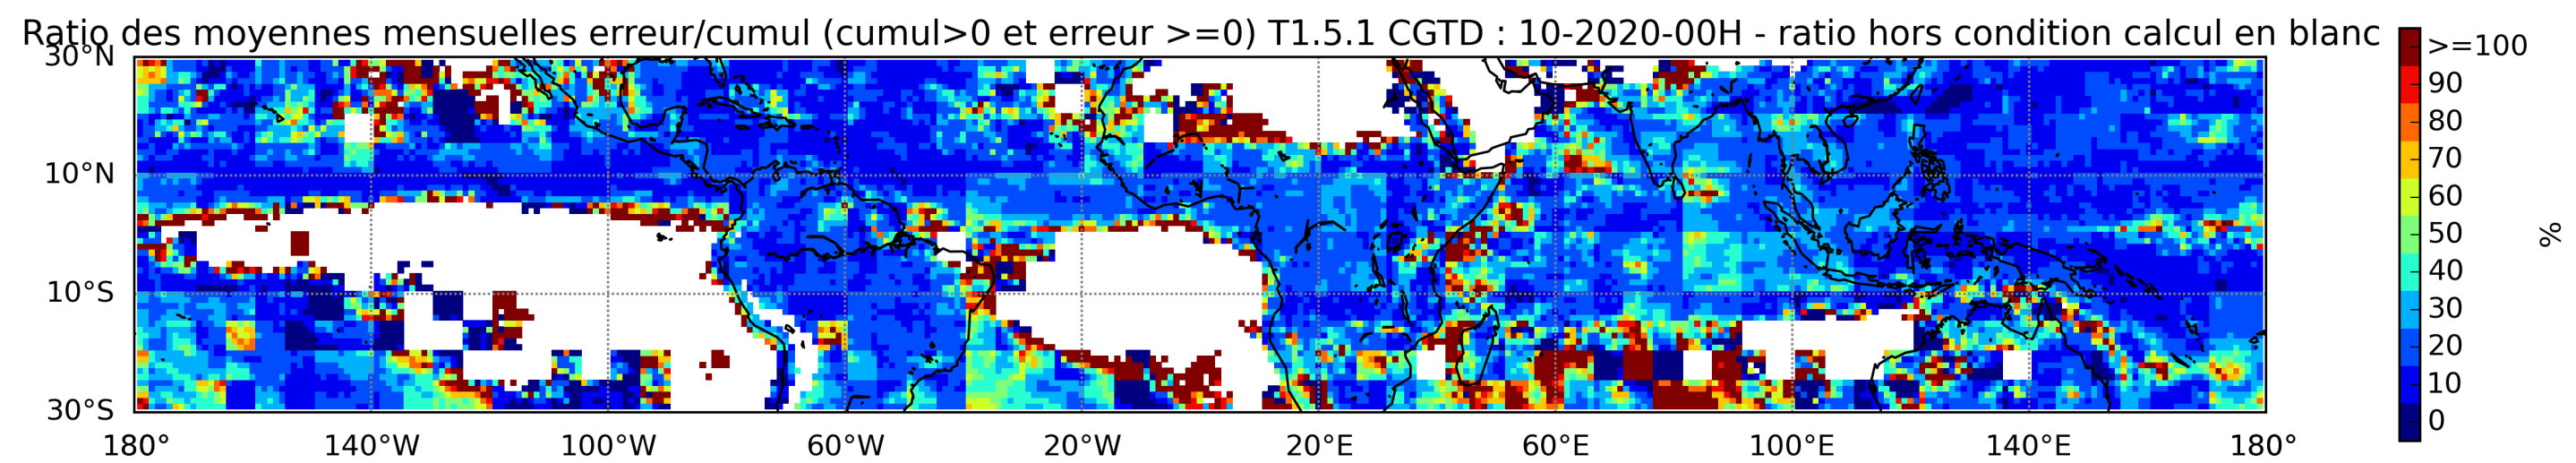 Ratio des moyennes mensuelles erreur/cumul (cumul>0 et erreur >=0) T1.5.1 CGTD : 10-2020-00H - ratio hors condition calcul en blanc
30°N
10°N
10°S
30°S
180°
140°W
100°W
60°W
20°W
20°E
60°E
100°E
140°E
180°
>=100
90
80
70
60
50
40
30
20
10
0
%